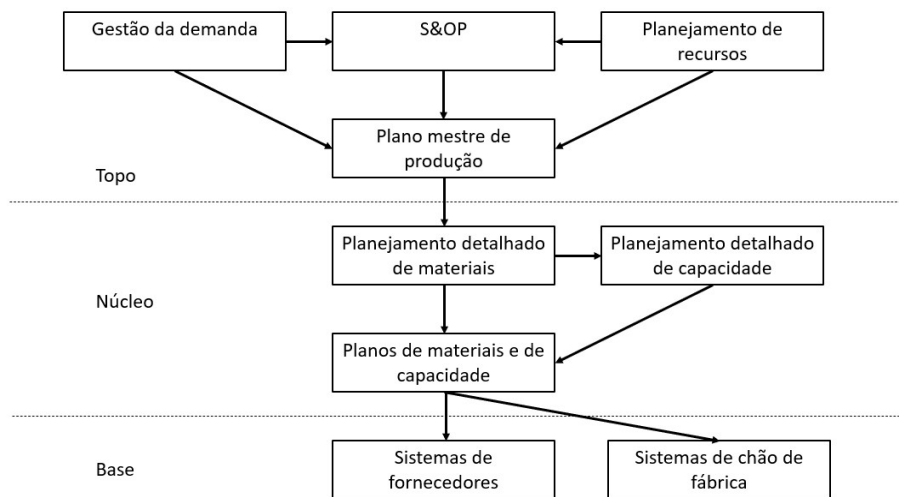 Gestão da demanda
S&OP
Planejamento de
recursos
Plano mestre de
produção
Topo
Planejamento detalhado
de materiais
Planejamento detalhado
de capacidade
Núcleo
Planos de materiais e de
capacidade
Base
Sistemas de
fornecedores
Sistemas de chão de
fábrica